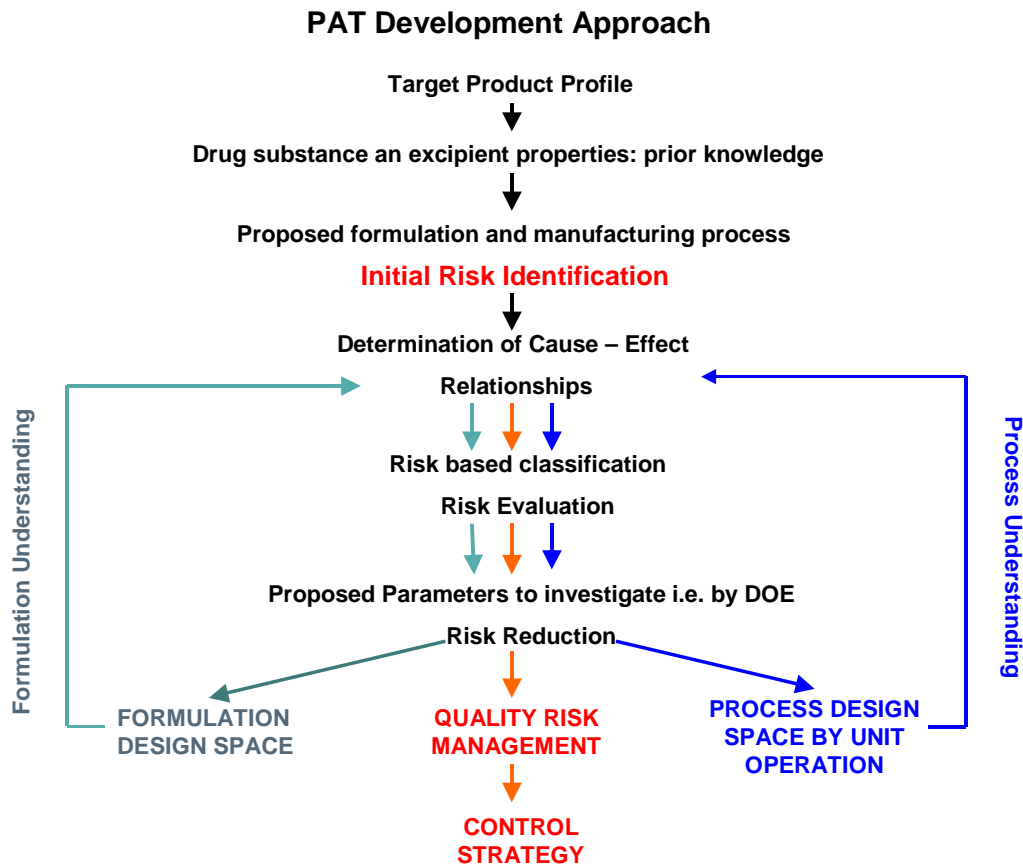 PAT Development Approach
Target Product Profile
Drug substance an excipient properties: prior knowledge
Proposed formulation and manufacturing process
Initial Risk Identification
Determination of Cause – Effect
Relationships
Risk based classification
Risk Evaluation
Proposed Parameters to investigate i.e. by DOE
Risk Reduction
Formulation Understanding
Process Understanding
FORMULATION
DESIGN SPACE
QUALITY RISK
MANAGEMENT
PROCESS DESIGN
SPACE BY UNIT
OPERATION
CONTROL
STRATEGY